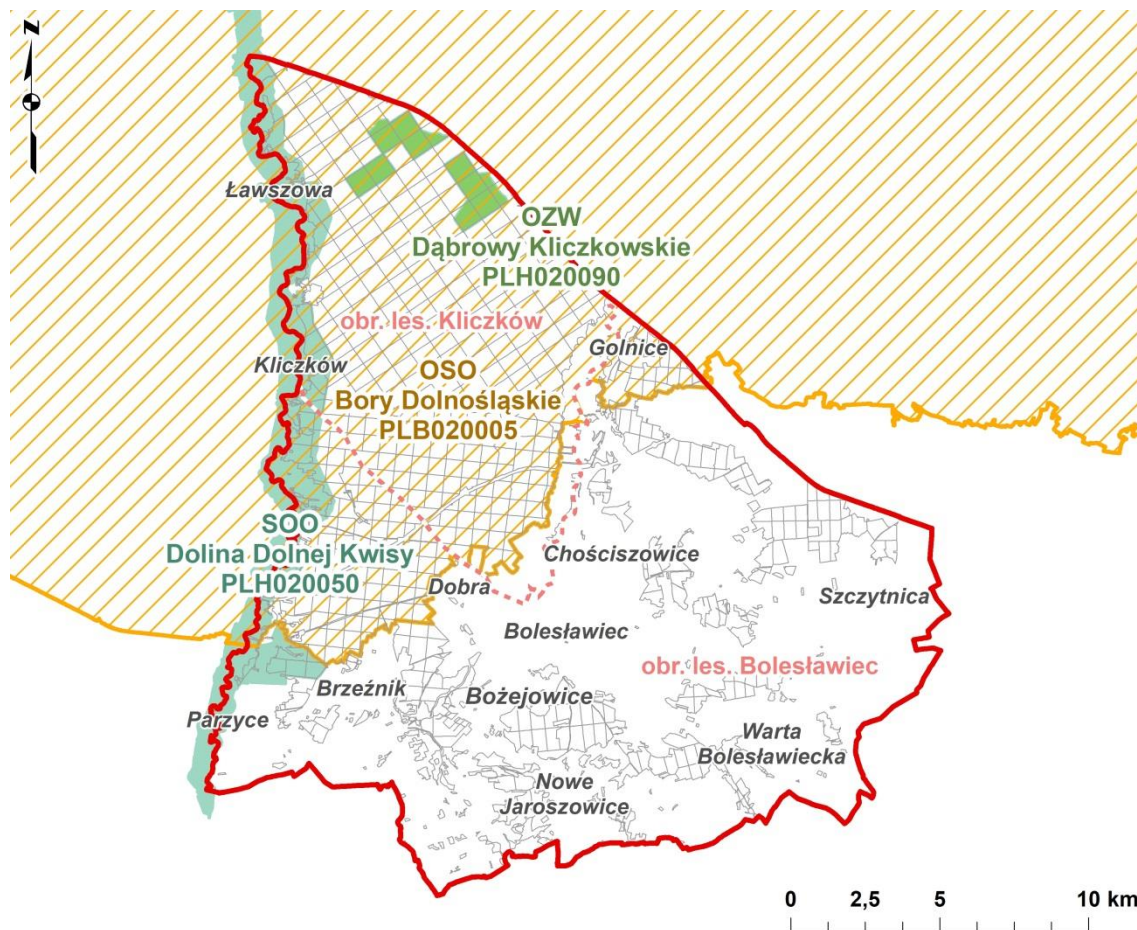 N
Ławszowa
OZW
Dąbrowy Kliczkowskie
PLH020090
obr. les. Kliczków
Golnice
Kliczków
OSO
Bory Dolnośląskie
PLB020005
SOO
Dolina Dolnej Kwisy
PLH020050
Chościszowice
Dobra
Szczytnica
Bolesławiec
obr. les. Bolesławiec
Brzeźnik
Bożejowice
Parzyce
Warta
Bolesławiecka
Nowe
Jaroszowice
0 2,5 5 10 km